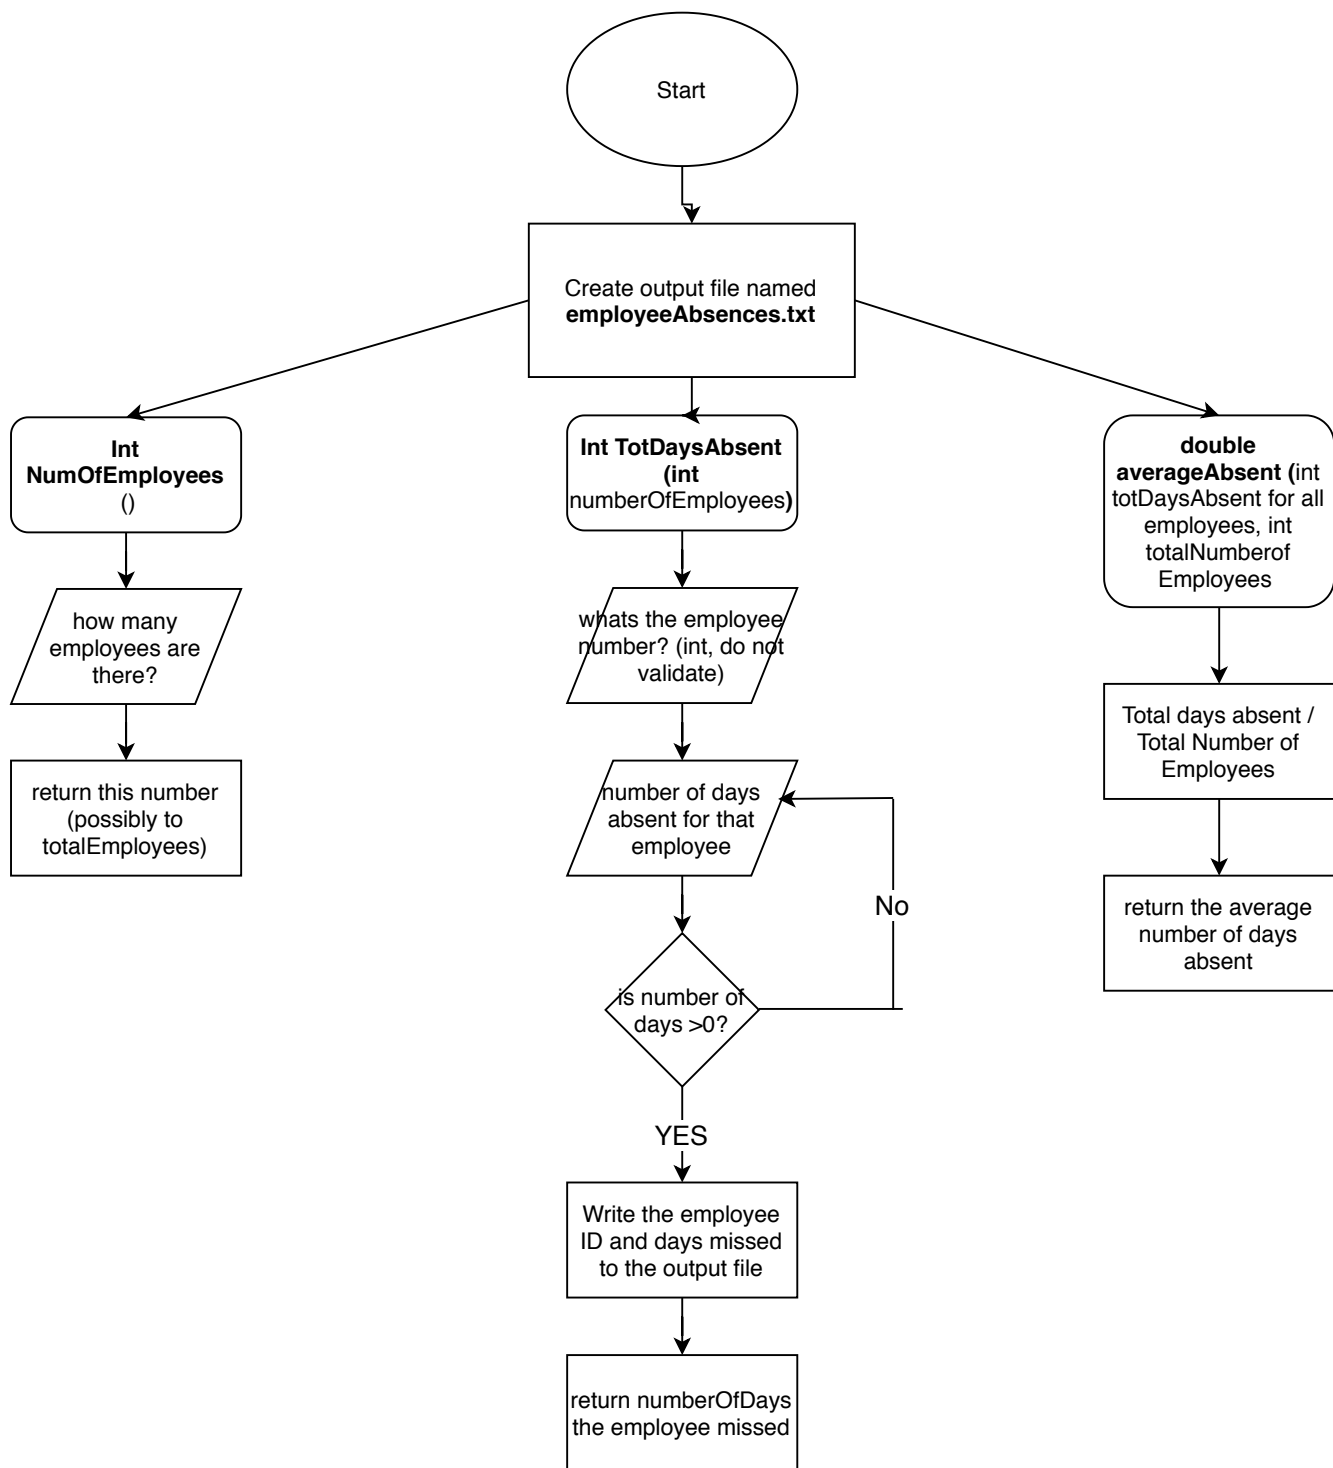 Start
Create output file named
employeeAbsences.txt
Int
NumOfEmployees
()
how many
employees are
there?
return this number
(possibly to
totalEmployees)
Int TotDaysAbsent
(int
numberOfEmployees)
whats the employee
number? (int, do not
validate)
number of days
absent for that
employee
No
is number of
days >0?
YES
Write the employee
ID and days missed
to the output file
return numberOfDays
the employee missed
double
averageAbsent (int
totDaysAbsent for all
employees, int
totalNumberof
Employees
Total days absent /
Total Number of
Employees
return the average
number of days
absent